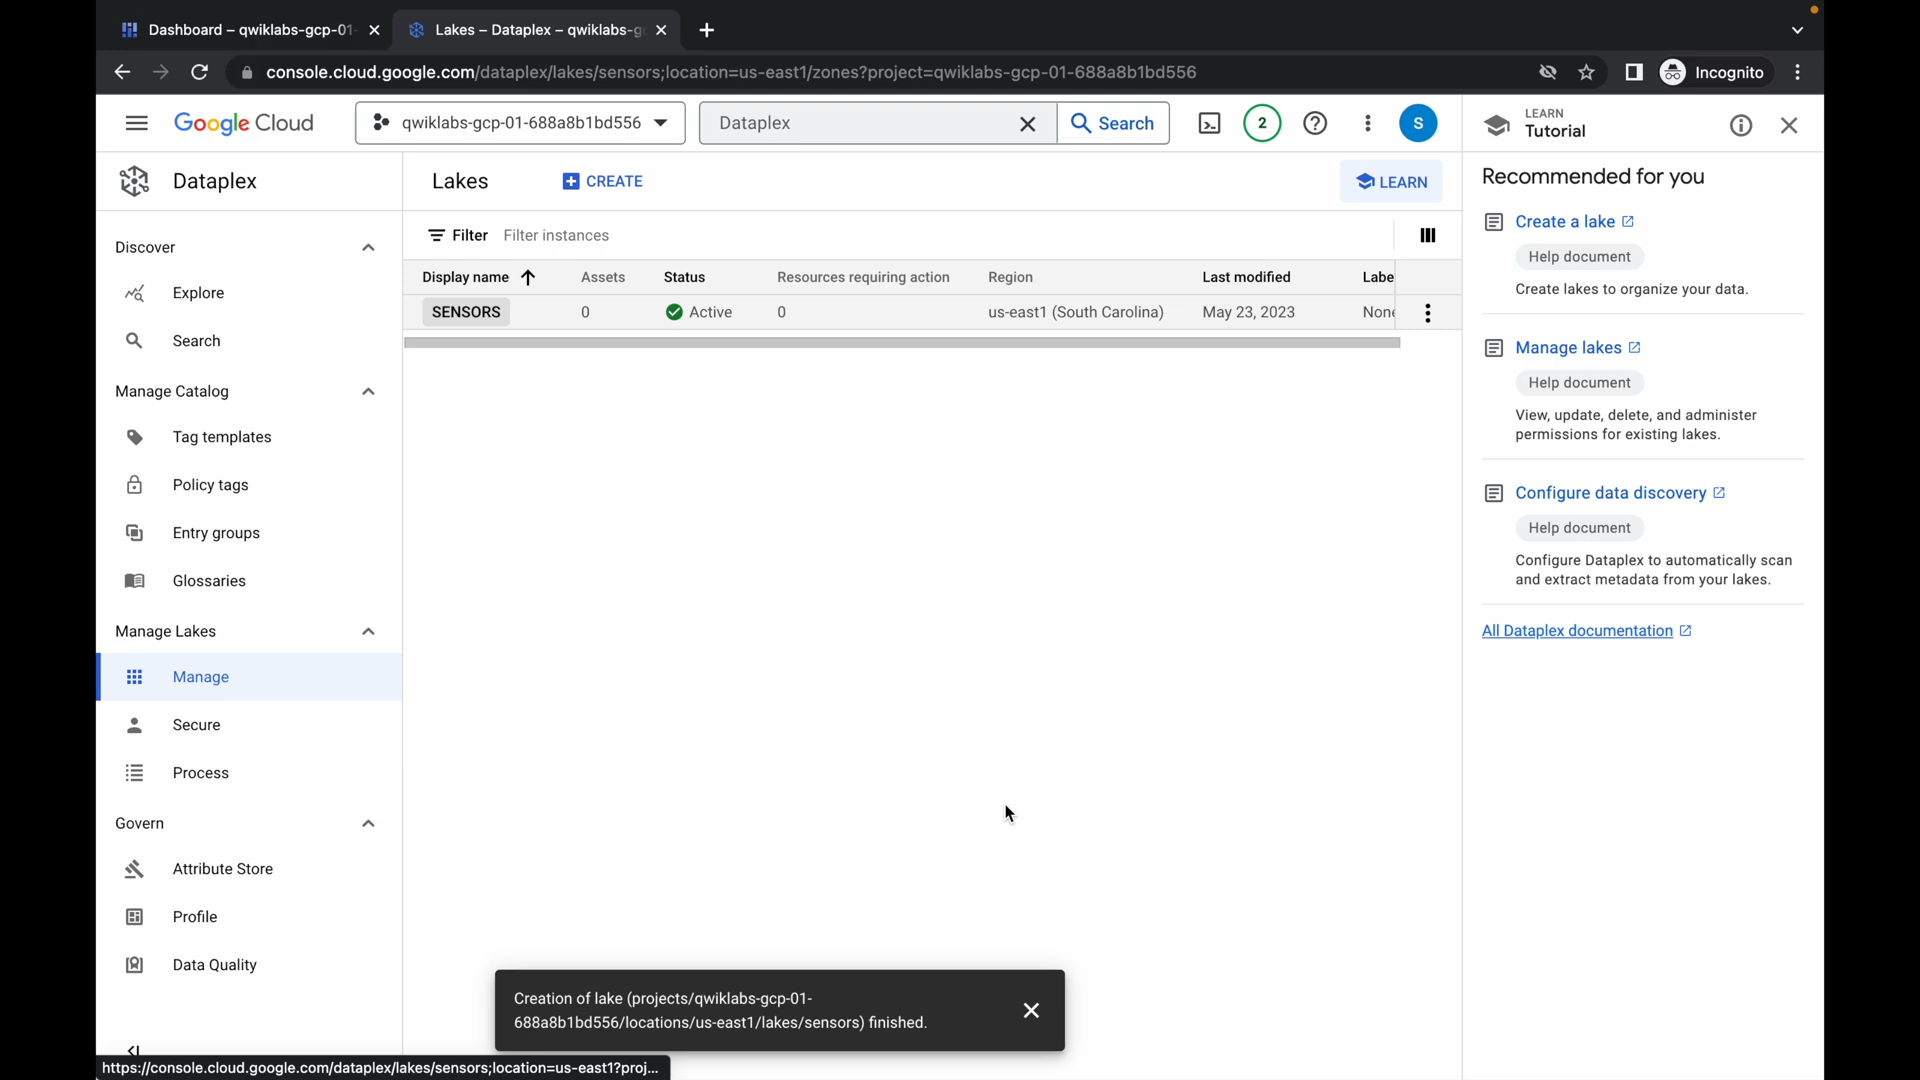 Dashboard – qwiklabs-gcp-01-
Lakes – Dataplex – qwiklabs-g
console.cloud.google.com/dataplex/lakes/sensors;location=us-east1/zones?project=qwiklabs-gcp-01-688a8b1bd556
Incognito
Google Cloud
qwiklabs-gcp-01-688a8b1bd556
Dataplex
Search
2
S
LEARN
Tutorial
Dataplex
Lakes
CREATE
LEARN
Recommended for you
Discover
Explore
Search
Manage Catalog
Tag templates
Policy tags
Entry groups
Glossaries
Manage Lakes
Manage
Secure
Process
Govern
Attribute Store
Profile
Data Quality
Filter Filter instances
Display name Assets Status Resources requiring action Region Last modified Labe
SENSORS 0 Active 0 us-east1 (South Carolina) May 23, 2023 None
Create a lake
Help document
Create lakes to organize your data.
Manage lakes
Help document
View, update, delete, and administer
permissions for existing lakes.
Configure data discovery
Help document
Configure Dataplex to automatically scan
and extract metadata from your lakes.
All Dataplex documentation
Creation of lake (projects/qwiklabs-gcp-01-
688a8b1bd556/locations/us-east1/lakes/sensors) finished.
https://console.cloud.google.com/dataplex/lakes/sensors;location=us-east1?proj...